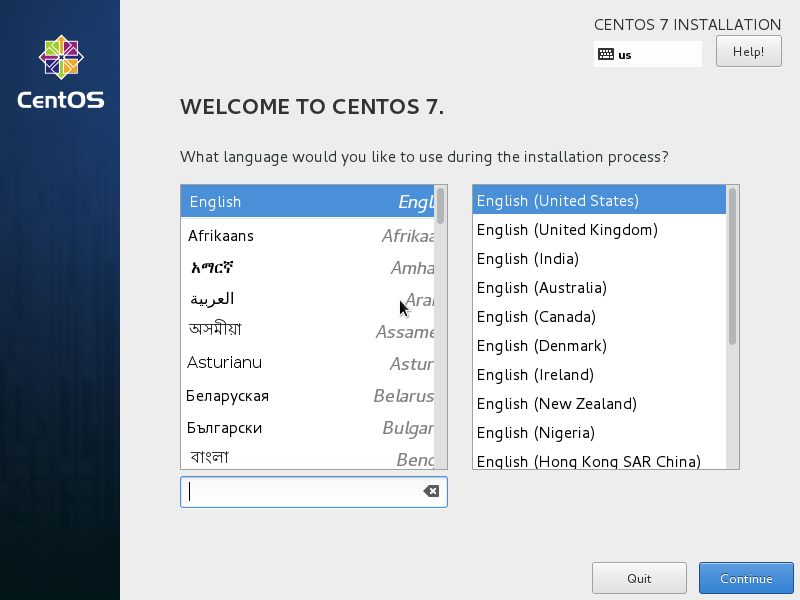 CENTOS 7 INSTALLATION
us
Help!
CentOS
WELCOME TO CENTOS 7.
What language would you like to use during the installation process?
English Engl
Afrikaans Afrikaa
አማርኛ Amha
العربية Ara
অসমীয়া Assame
Asturianu Astur
Беларуская Belarus
Български Bulgar
বাংলা Beng
English (United States)
English (United Kingdom)
English (India)
English (Australia)
English (Canada)
English (Denmark)
English (Ireland)
English (New Zealand)
English (Nigeria)
English (Hong Kong SAR China)
Quit
Continue